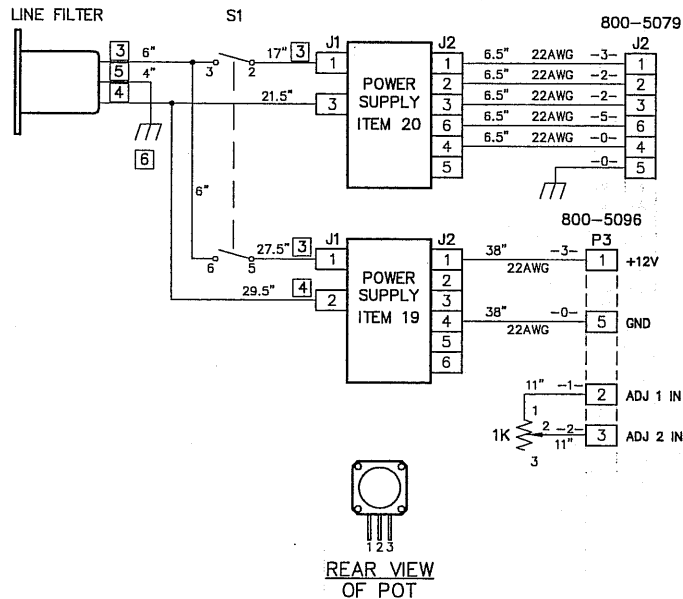 LINE FILTER
S1
800-5079
3 6" 3 2 17" 3 J1 J2 6.5" 22AWG -3- J2
5 4" 1 1 6.5" 22AWG -2- 1
4 21.5" 3 POWER 2 6.5" 22AWG -2- 2
SUPPLY 3 6.5" 22AWG -5- 3
ITEM 20 6 6.5" 22AWG -0- 6
6 4 4
5 -0- 5
6"
800-5096
6 5 27.5" 3 J1 J2 38" -3- P3
1 1 22AWG 1 +12V
29.5" 4 2 POWER 2
SUPPLY 3
ITEM 19 4 38" -0- 5 GND
5 22AWG
6
11" -1- 2 ADJ 1 IN
1
1K 2 -2- 3 ADJ 2 IN
11"
3
1 2 3
REAR VIEW
OF POT